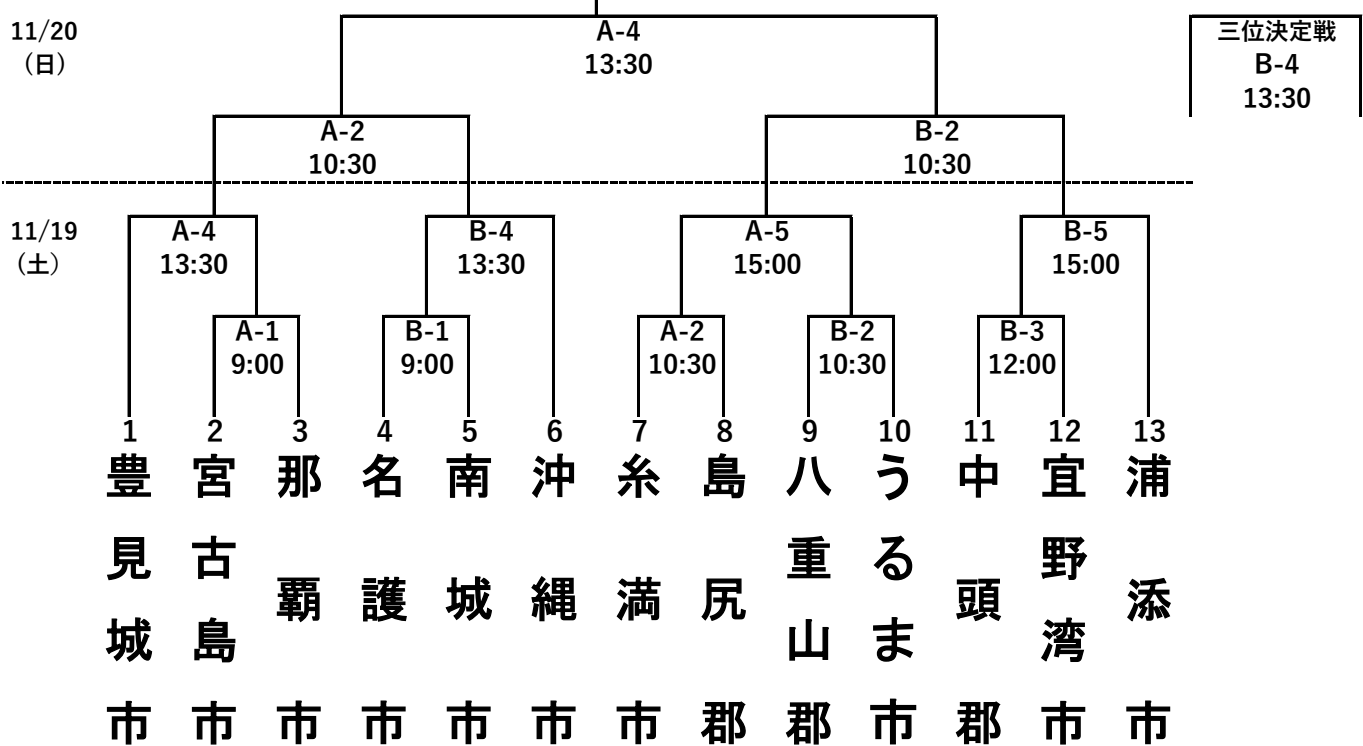 11/20
（日）
A-4
13:30
三位決定戦
B-4
13:30
A-2
10:30
B-2
10:30
11/19
（土）
A-4
13:30
B-4
13:30
A-5
15:00
B-5
15:00
A-1
9:00
B-1
9:00
A-2
10:30
B-2
10:30
B-3
12:00
1
豊見城市
2
宮古島市
3
那覇市
4
名護市
5
南城市
6
沖縄市
7
糸満市
8
島尻郡
9
八重山郡
10
うるま市
11
中頭郡
12
宜野湾市
13
浦添市